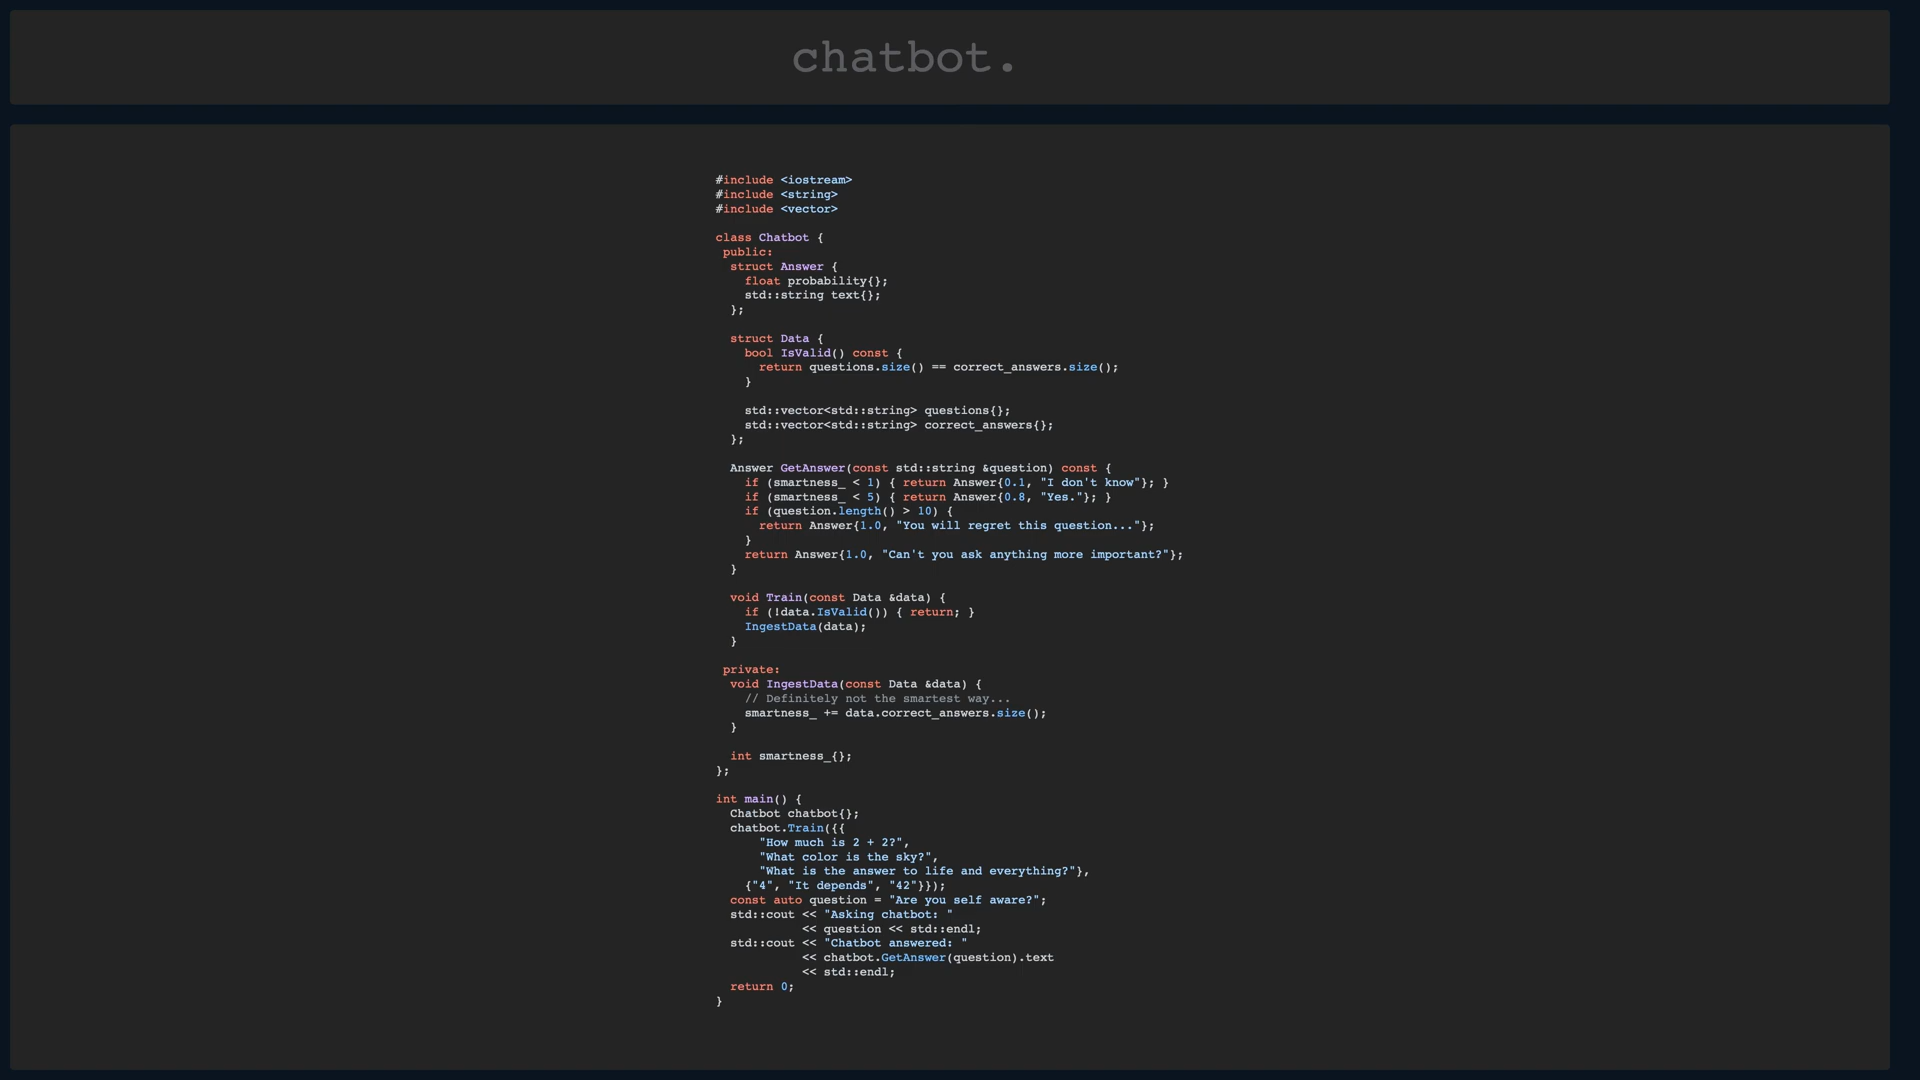 chatbot.
#include <iostream>
#include <string>
#include <vector>
class Chatbot {
 public:
  struct Answer {
    float probability{};
    std::string text{};
  };
  struct Data {
    bool IsValid() const {
      return questions.size() == correct_answers.size();
    }
    std::vector<std::string> questions{};
    std::vector<std::string> correct_answers{};
  };
  Answer GetAnswer(const std::string &question) const {
    if (smartness_ < 1) { return Answer{0.1, "I don't know"}; }
    if (smartness_ < 5) { return Answer{0.8, "Yes."}; }
    if (question.length() > 10) {
      return Answer{1.0, "You will regret this question..."};
    }
    return Answer{1.0, "Can't you ask anything more important?"};
  }
  void Train(const Data &data) {
    if (!data.IsValid()) { return; }
    IngestData(data);
  }
 private:
  void IngestData(const Data &data) {
    // Definitely not the smartest way...
    smartness_ += data.correct_answers.size();
  }
  int smartness_{};
};
int main() {
  Chatbot chatbot{};
  chatbot.Train({{
      "How much is 2 + 2?",
      "What color is the sky?",
      "What is the answer to life and everything?"},
    {"4", "It depends", "42"}});
  const auto question = "Are you self aware?";
  std::cout << "Asking chatbot: "
            << question << std::endl;
  std::cout << "Chatbot answered: "
            << chatbot.GetAnswer(question).text
            << std::endl;
  return 0;
}